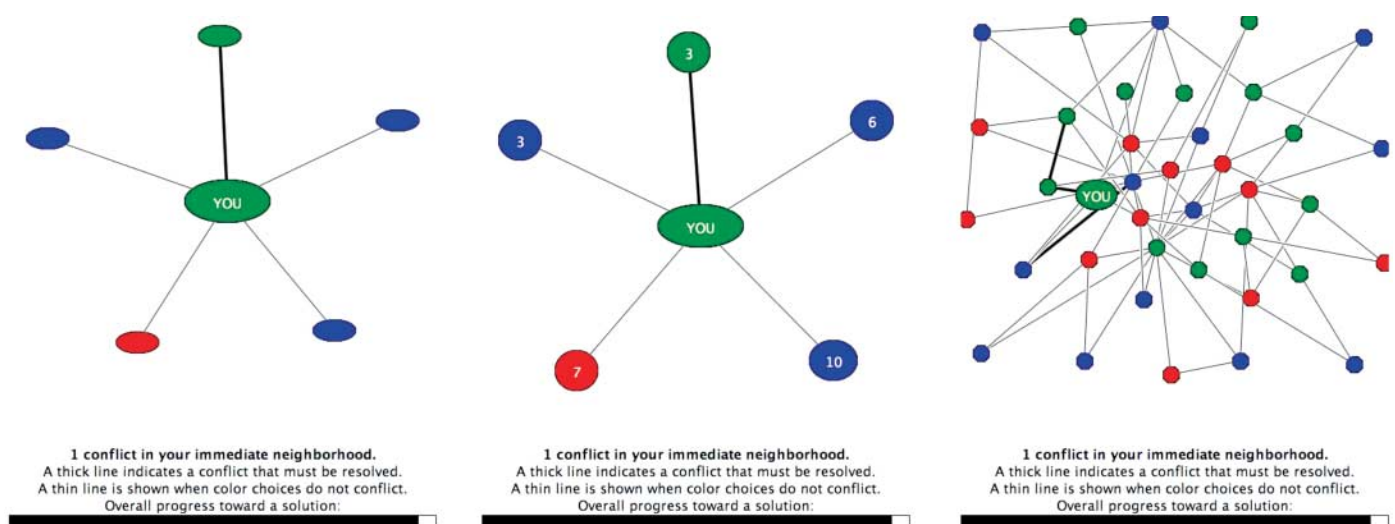 YOU
3
3
6
YOU
7
10
YOU
1 conflict in your immediate neighborhood.
A thick line indicates a conflict that must be resolved.
A thin line is shown when color choices do not conflict.
Overall progress toward a solution:
1 conflict in your immediate neighborhood.
A thick line indicates a conflict that must be resolved.
A thin line is shown when color choices do not conflict.
Overall progress toward a solution:
1 conflict in your immediate neighborhood.
A thick line indicates a conflict that must be resolved.
A thin line is shown when color choices do not conflict.
Overall progress toward a solution: